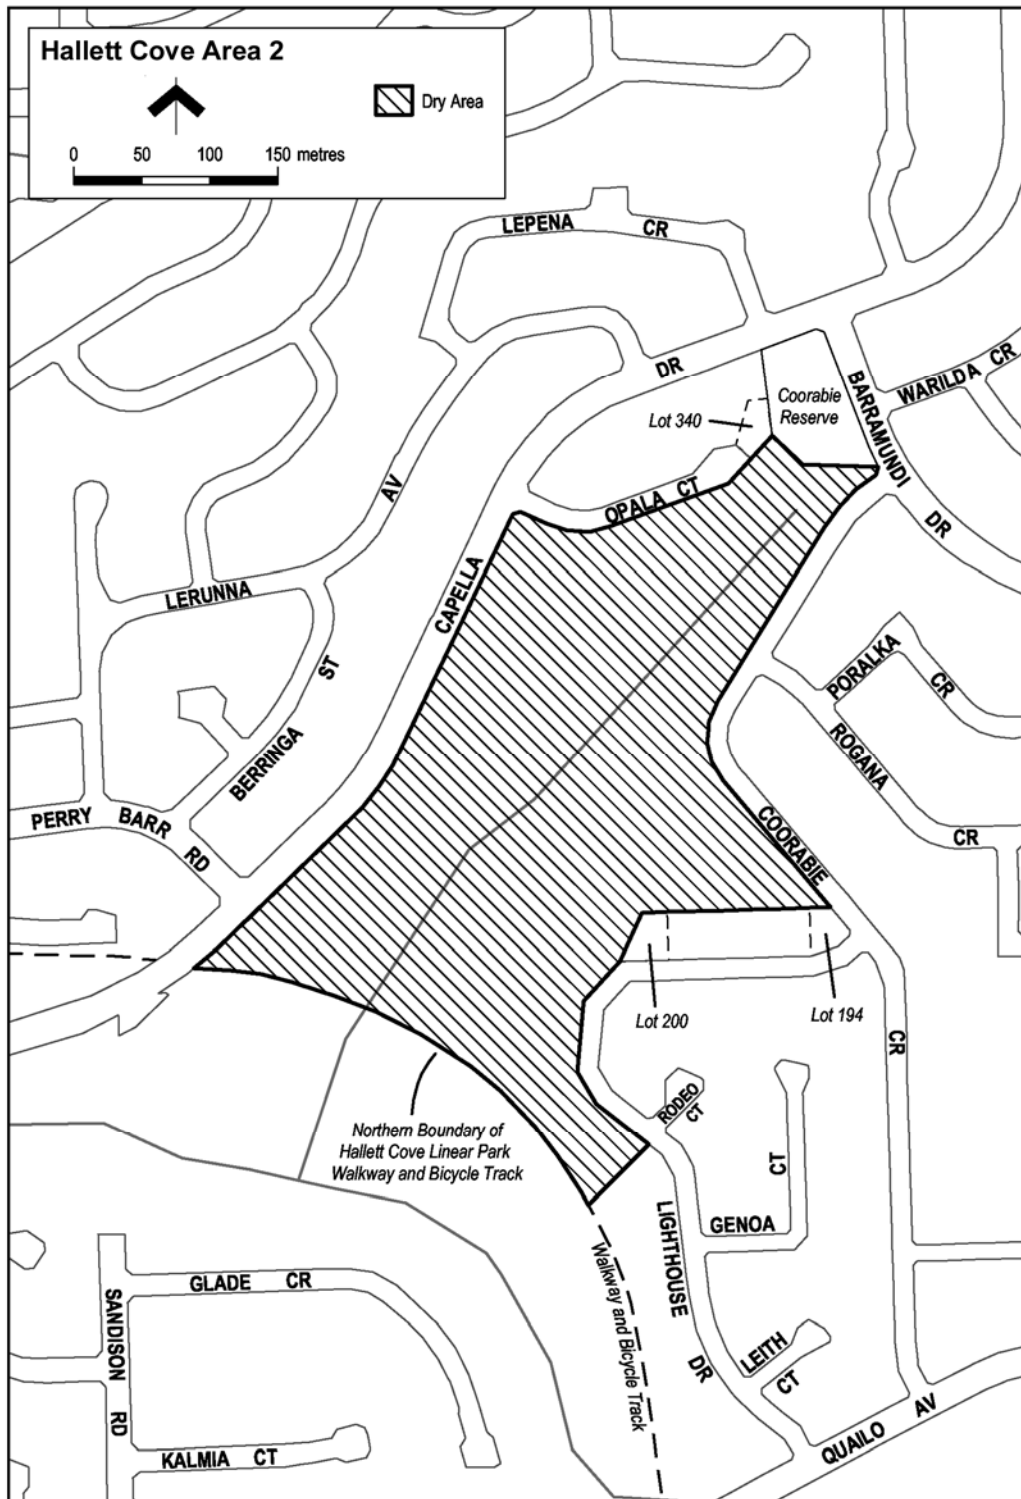 Hallett Cove Area 2
Dry Area
0 50 100 150 metres
LEPENA CR
DR
WARILDA CR
BARRAMUNDI
DR
Coorabie
Reserve
Lot 340
OPALA CT
AV
CAPELLA
LERUNNA
ST
BERRINGA
PERRY BARR RD
PORALKA
CR
ROGANA
CR
COORABIE
CR
Lot 200
Lot 194
RODEO
CT
CT
GENOA
Northern Boundary of
Hallett Cove Linear Park
Walkway and Bicycle Track
LIGHTHOUSE
DR
Walkway and Bicycle Track
LEITH
CT
GLADE CR
SANDISON
RD
KALMIA CT
QUAILO AV